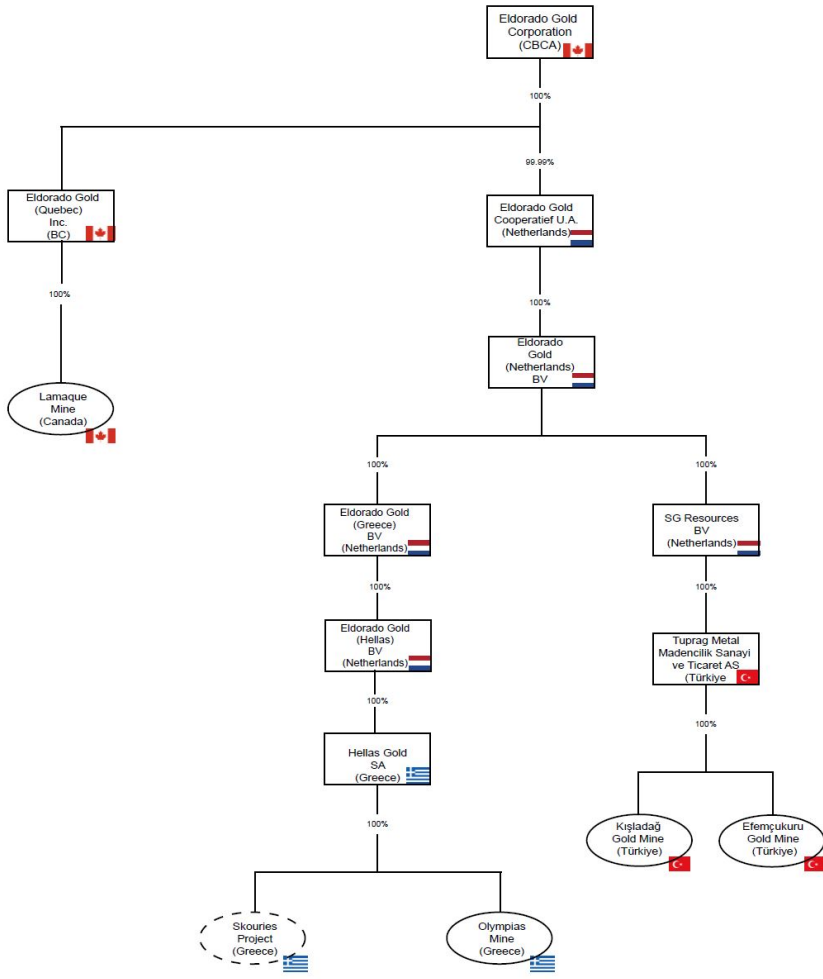 Eldorado Gold
Corporation
(CBCA)
100%
99.99%
Eldorado Gold
(Quebec)
Inc.
(BC)
Eldorado Gold
Cooperatief U.A.
(Netherlands)
100%
100%
Eldorado
Gold
(Netherlands)
BV
Lamaque
Mine
(Canada)
100%
100%
Eldorado Gold
(Greece)
BV
(Netherlands)
SG Resources
BV
(Netherlands)
100%
100%
Eldorado Gold
(Hellas)
BV
(Netherlands)
Tuprag Metal
Madencilik Sanayi
ve Ticaret AS
(Türkiye
100%
100%
Hellas Gold
SA
(Greece)
100%
Kışladağ
Gold Mine
(Türkiye)
Efemçukuru
Gold Mine
(Türkiye)
Skouries
Project
(Greece)
Olympias
Mine
(Greece)